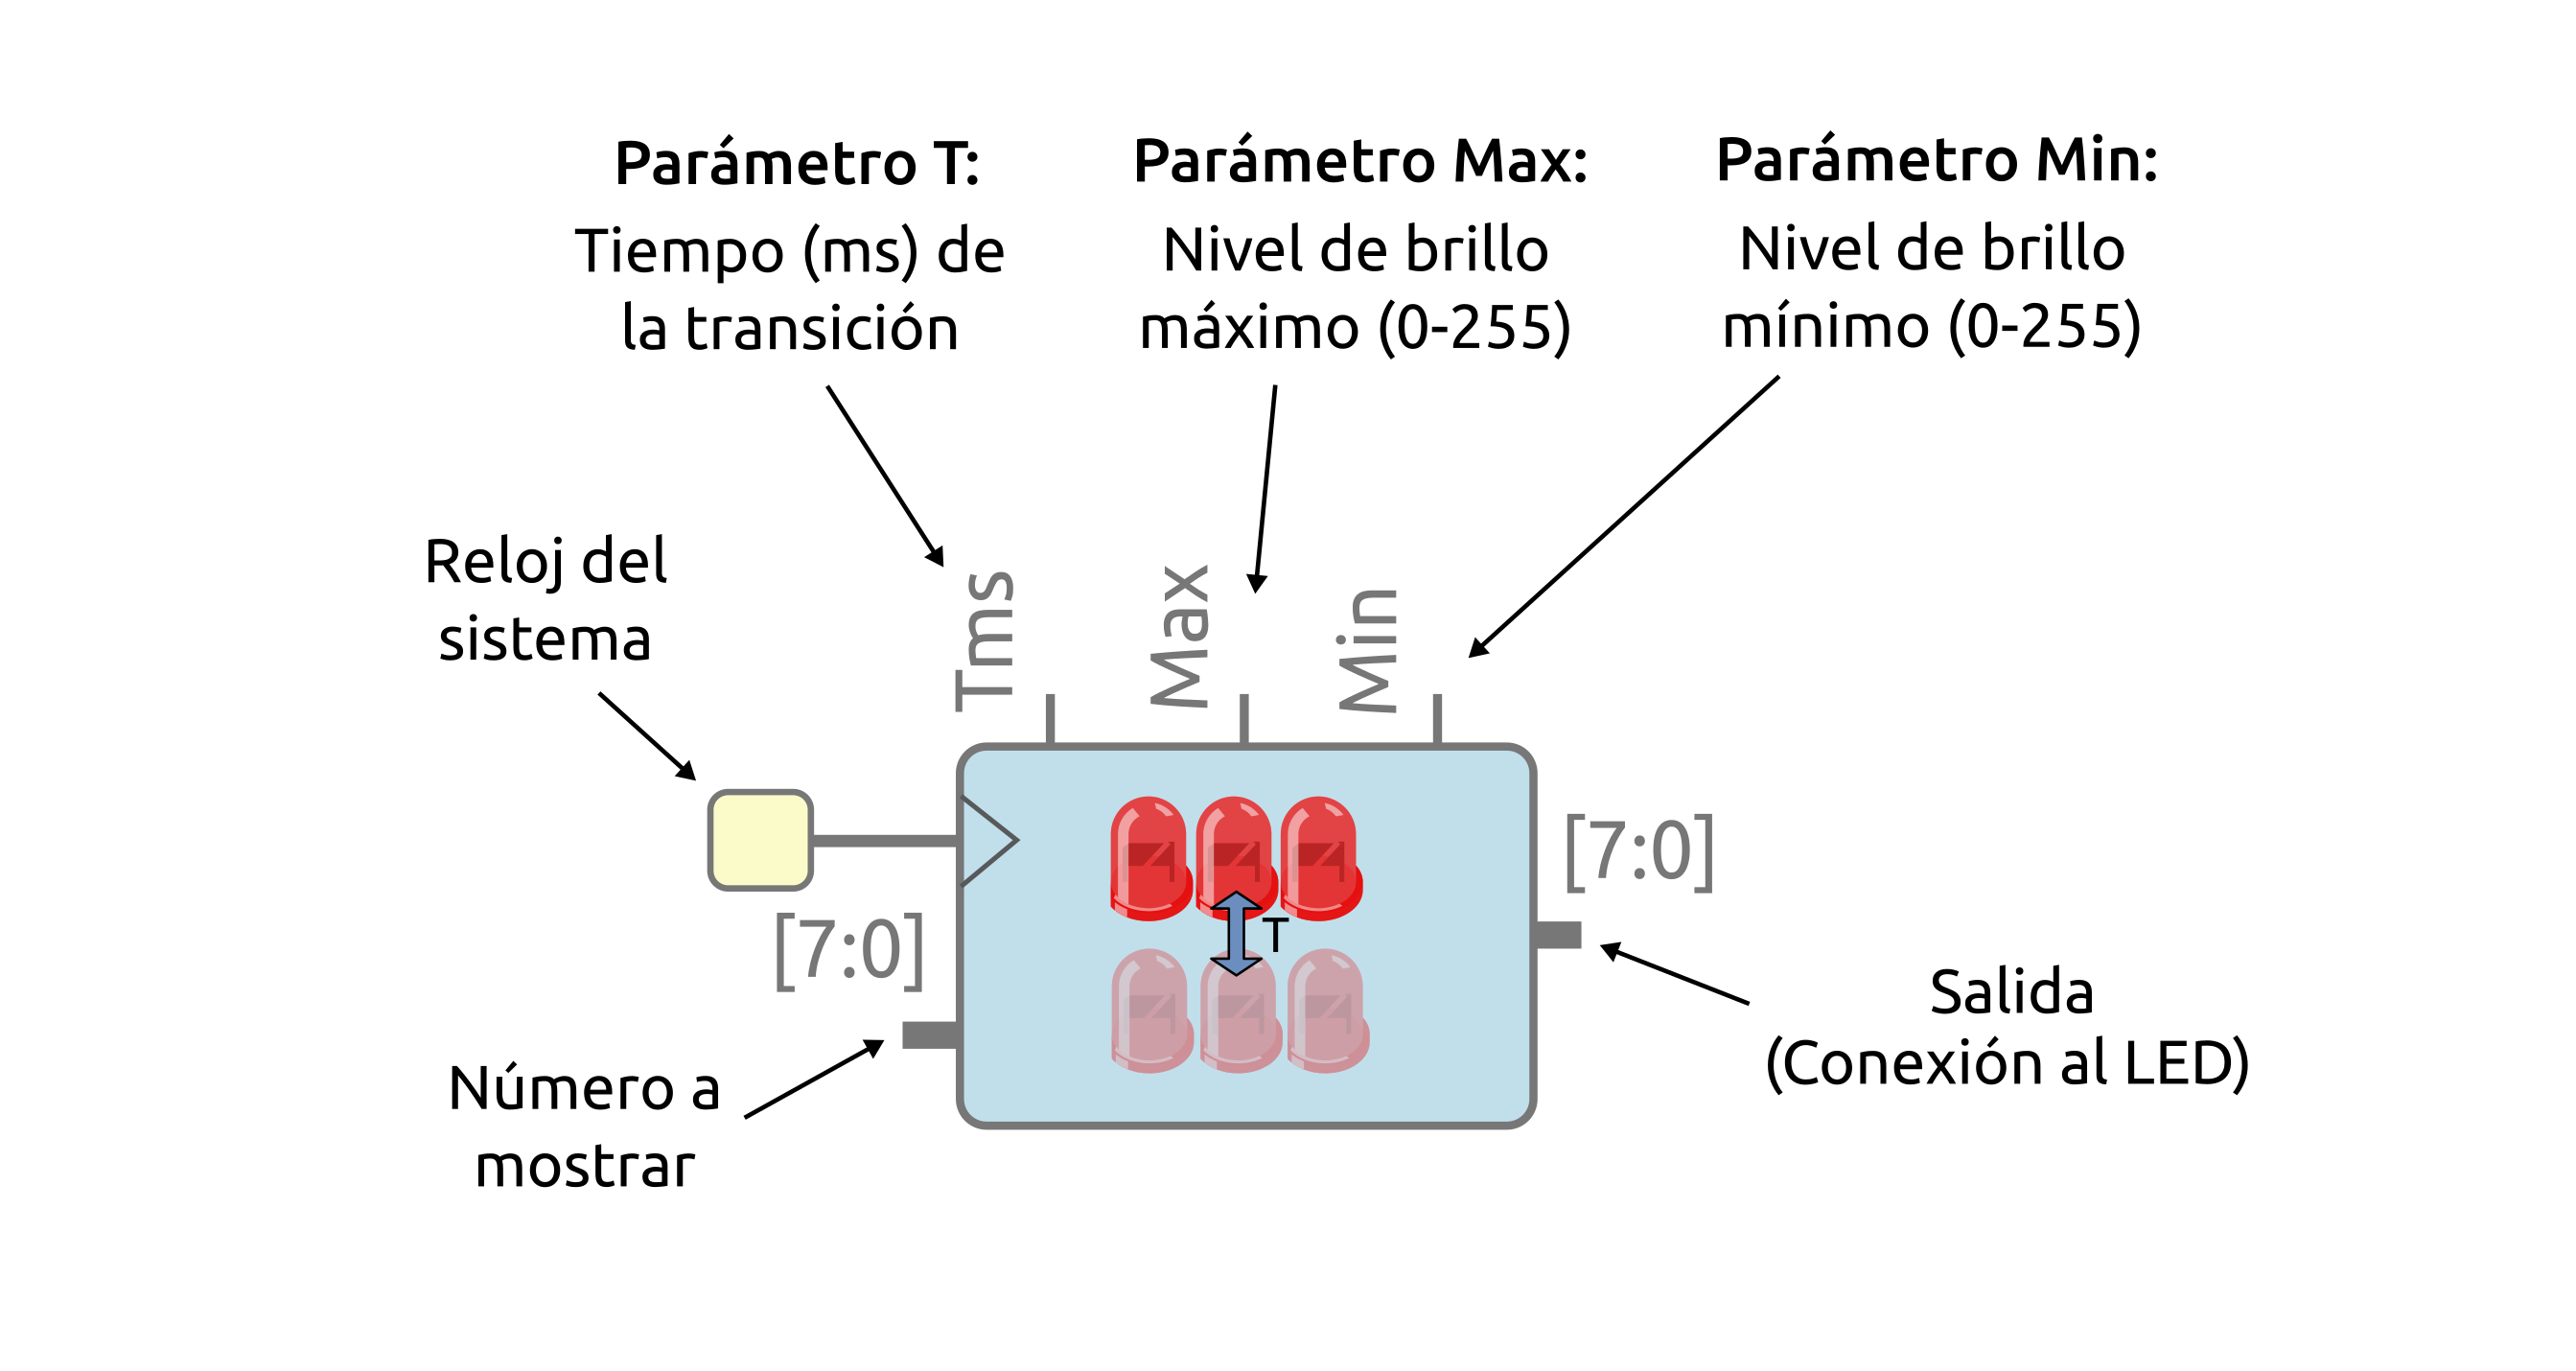 Parámetro T:
Tiempo (ms) de
la transición
Parámetro Max:
Nivel de brillo
máximo (0-255)
Parámetro Min:
Nivel de brillo
mínimo (0-255)
Reloj del
sistema
Tms
Max
Min
[7:0]
[7:0]
T
Número a
mostrar
Salida
(Conexión al LED)